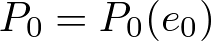 P_0 = P_0(e_0)